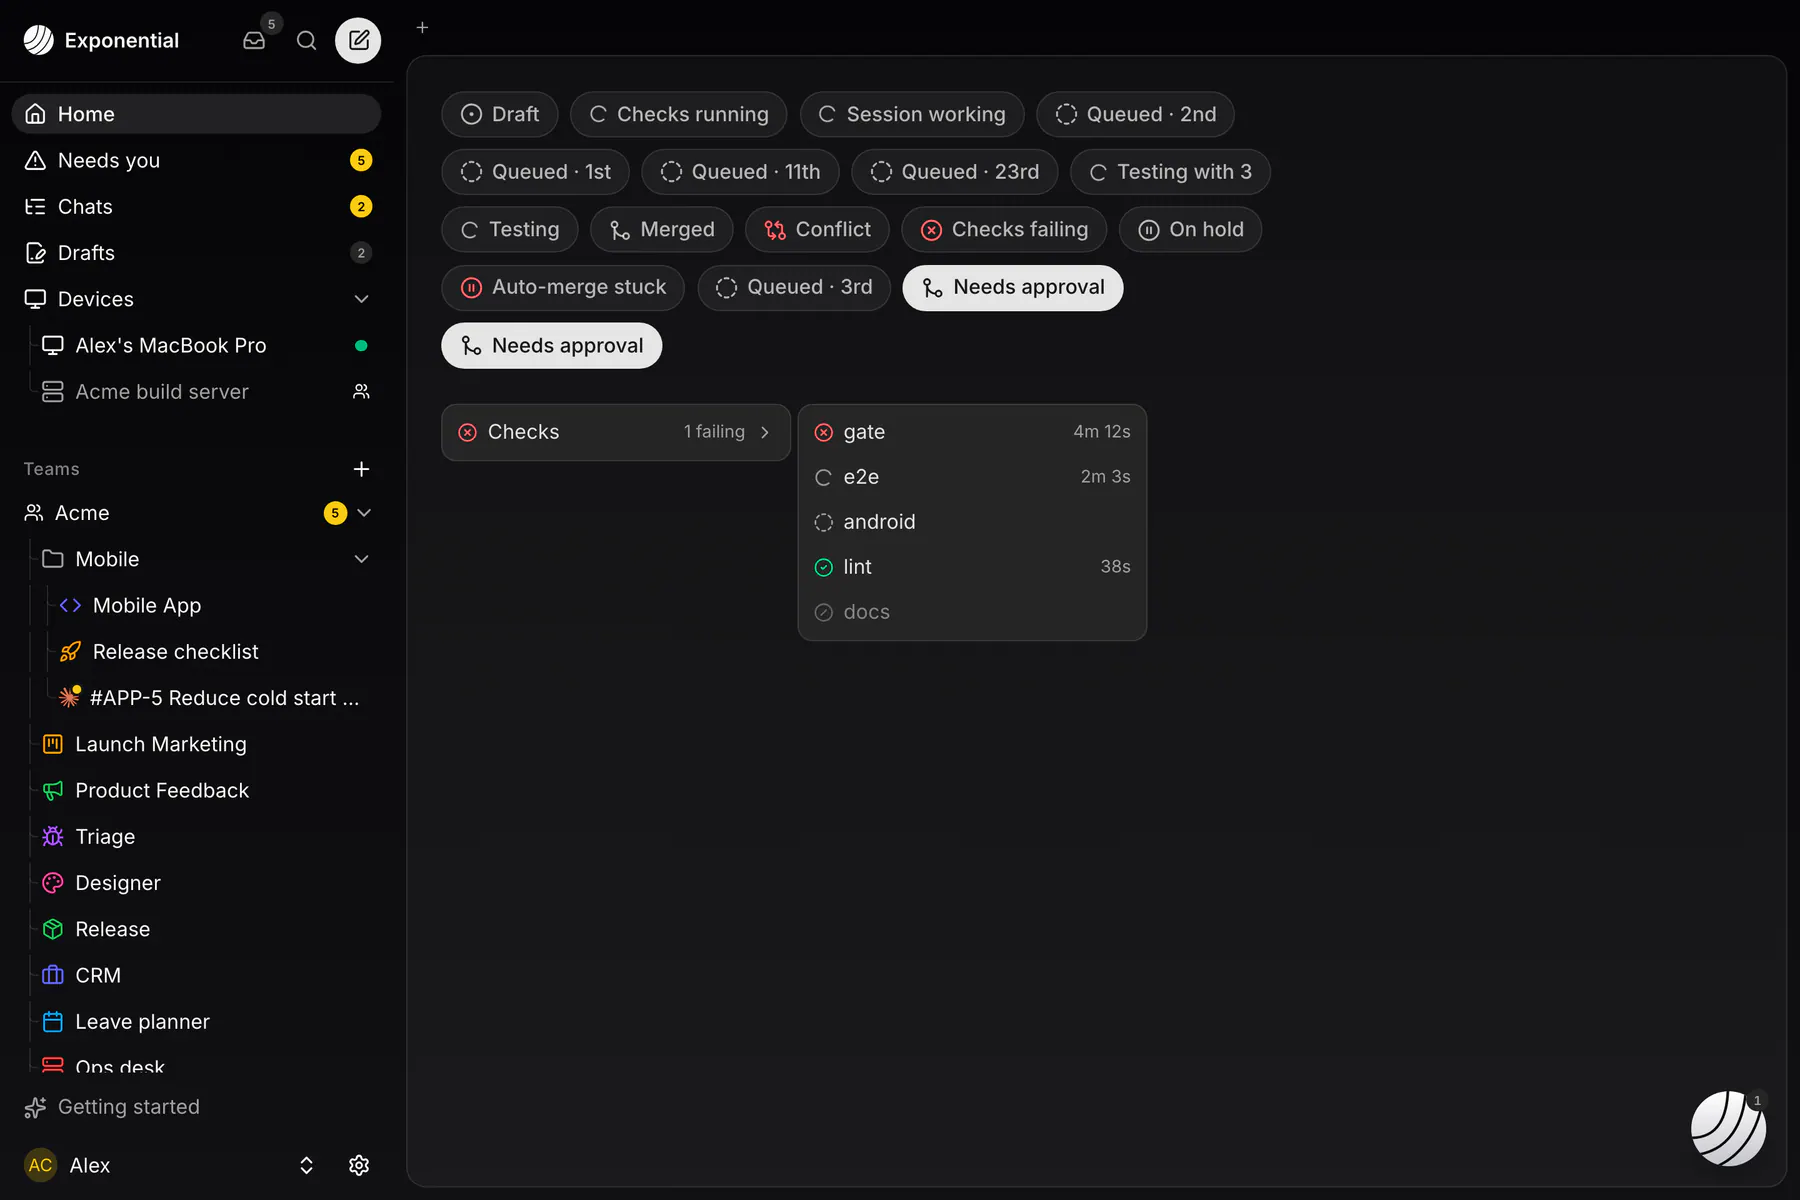 Exponential
5
Home
Needs you
5
Chats
2
Drafts
2
Devices
Alex's MacBook Pro
Acme build server
Teams
Acme
5
Mobile
Mobile App
Release checklist
#APP-5 Reduce cold start ...
Launch Marketing
Product Feedback
Triage
Designer
Release
CRM
Leave planner
Ops desk
Getting started
AC
Alex
Draft
Checks running
Session working
Queued · 2nd
Queued · 1st
Queued · 11th
Queued · 23rd
Testing with 3
Testing
Merged
Conflict
Checks failing
On hold
Auto-merge stuck
Queued · 3rd
Needs approval
Needs approval
Checks
1 failing
gate
4m 12s
e2e
2m 3s
android
lint
38s
docs
1